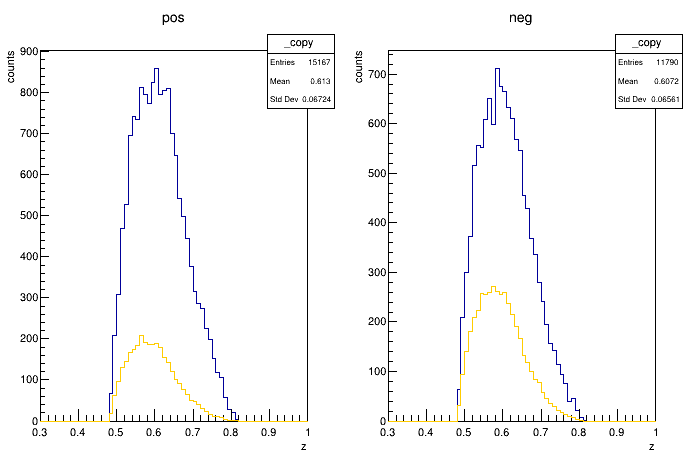 pos
_copy
Entries 15167
Mean 0.613
Std Dev 0.06724
counts
900
800
700
600
500
400
300
200
100
0
0.3 0.4 0.5 0.6 0.7 0.8 0.9 1
z
neg
_copy
Entries 11790
Mean 0.6072
Std Dev 0.06561
counts
700
600
500
400
300
200
100
0
0.3 0.4 0.5 0.6 0.7 0.8 0.9 1
z